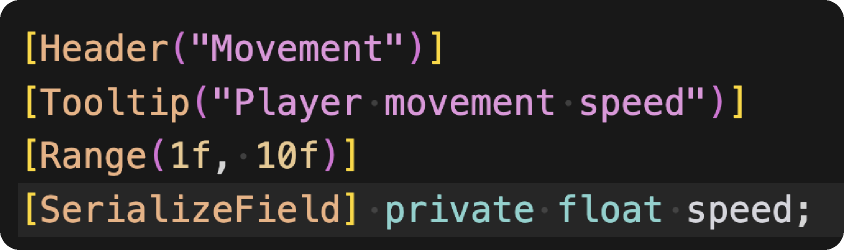 [Header("Movement")]
[Tooltip("Player movement speed")]
[Range(1f, 10f)]
[SerializeField] private float speed;